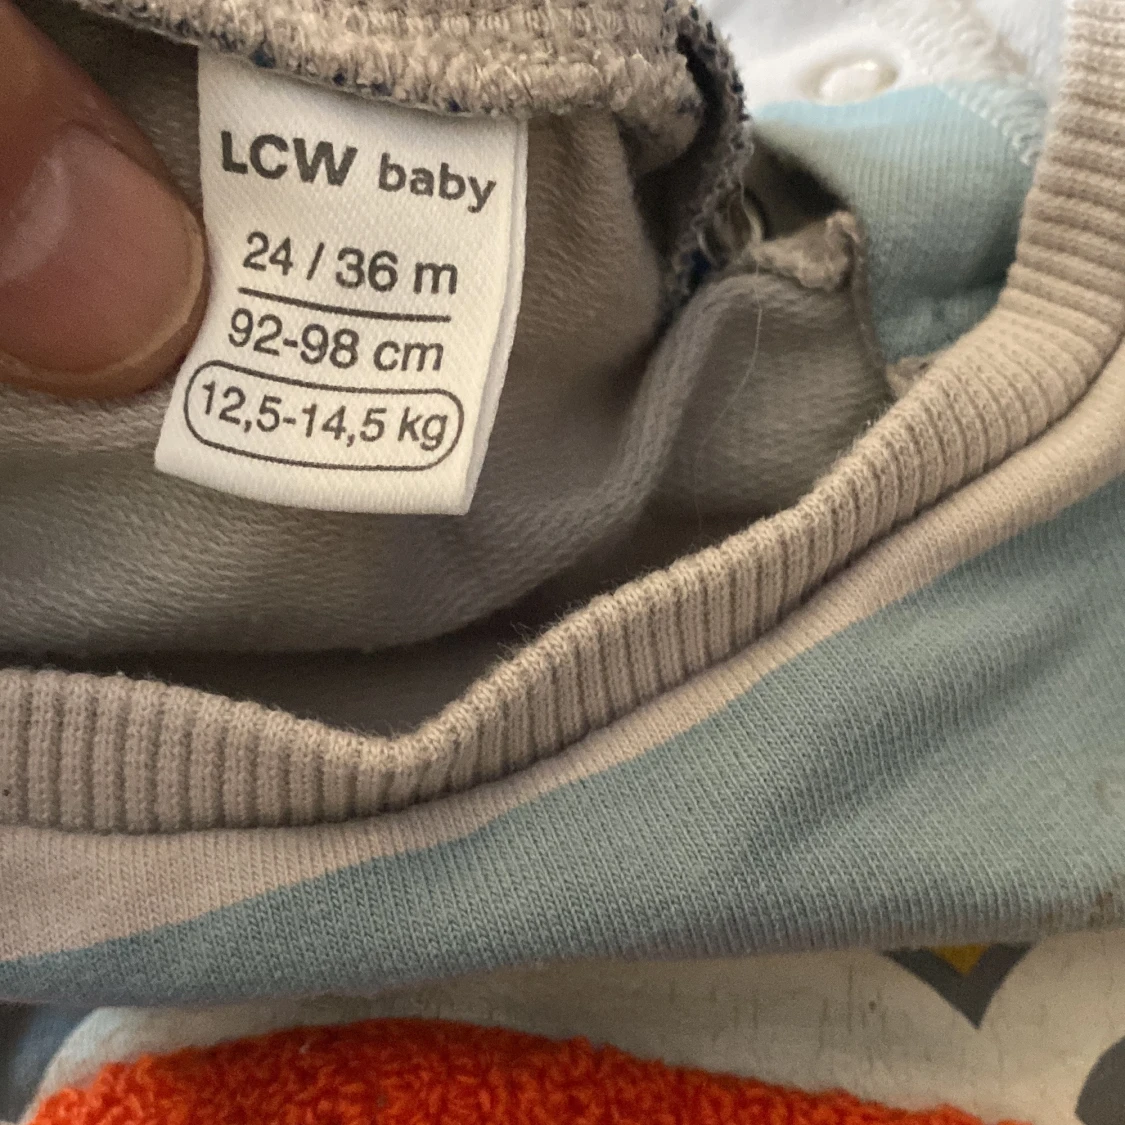 LCW baby
24 / 36 m
92-98 cm
12,5-14,5 kg